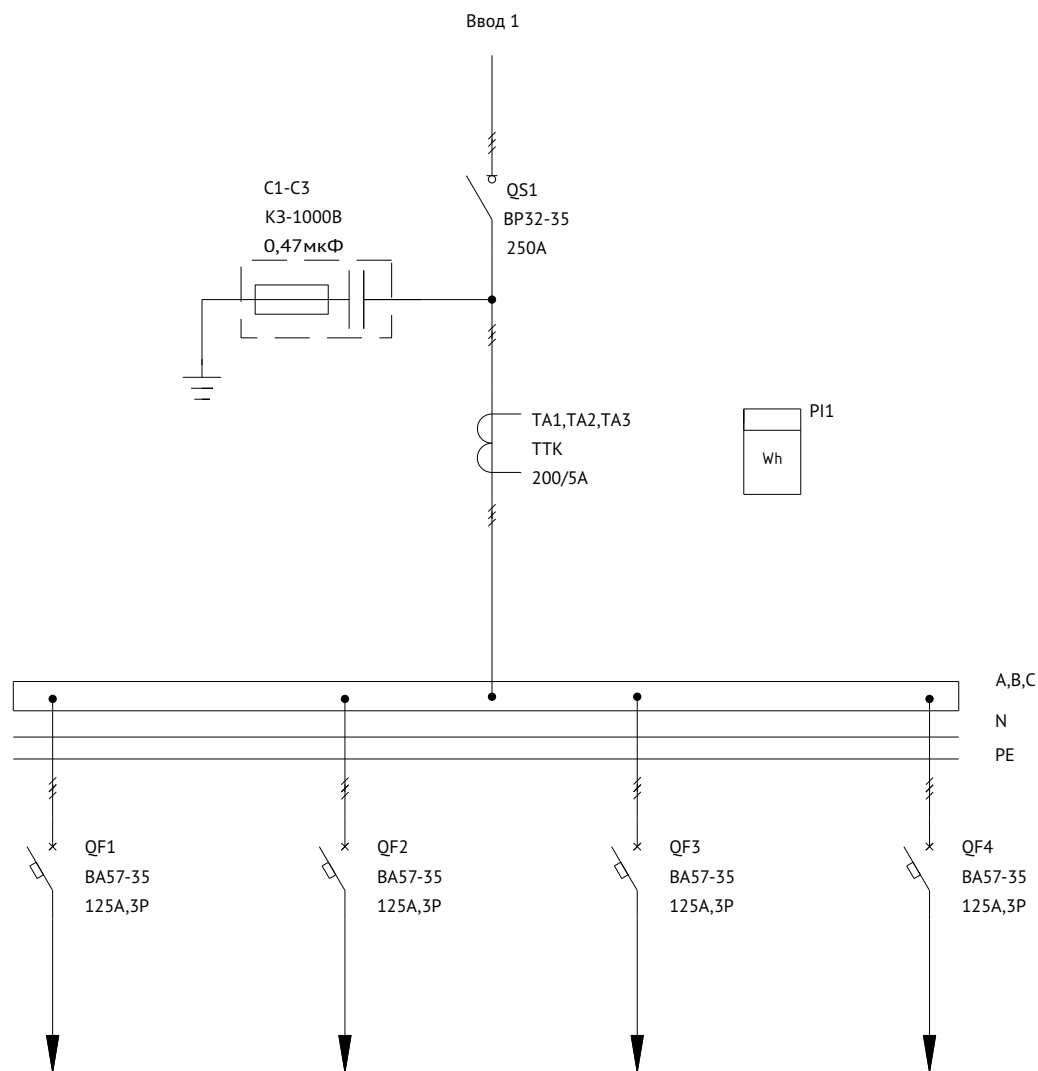 Ввод 1
QS1
ВР32-35
250А
С1-С3
КЗ-1000В
0,47мкФ
ТА1,ТА2,ТА3
ТТК
200/5А
PI1
Wh
А,В,С
N
PE
QF1
ВА57-35
125А,3Р
QF2
ВА57-35
125А,3Р
QF3
ВА57-35
125А,3Р
QF4
ВА57-35
125А,3Р